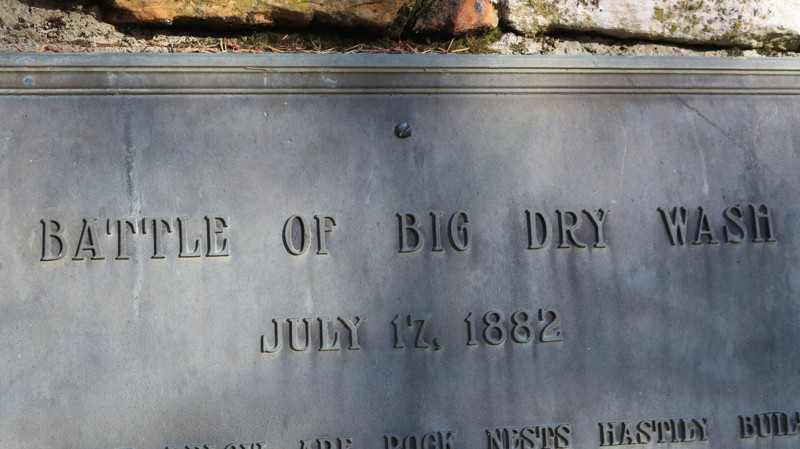 BATTLE OF BIG DRY WASH
JULY 17, 1882
ARE ROCK NESTS HASTILY